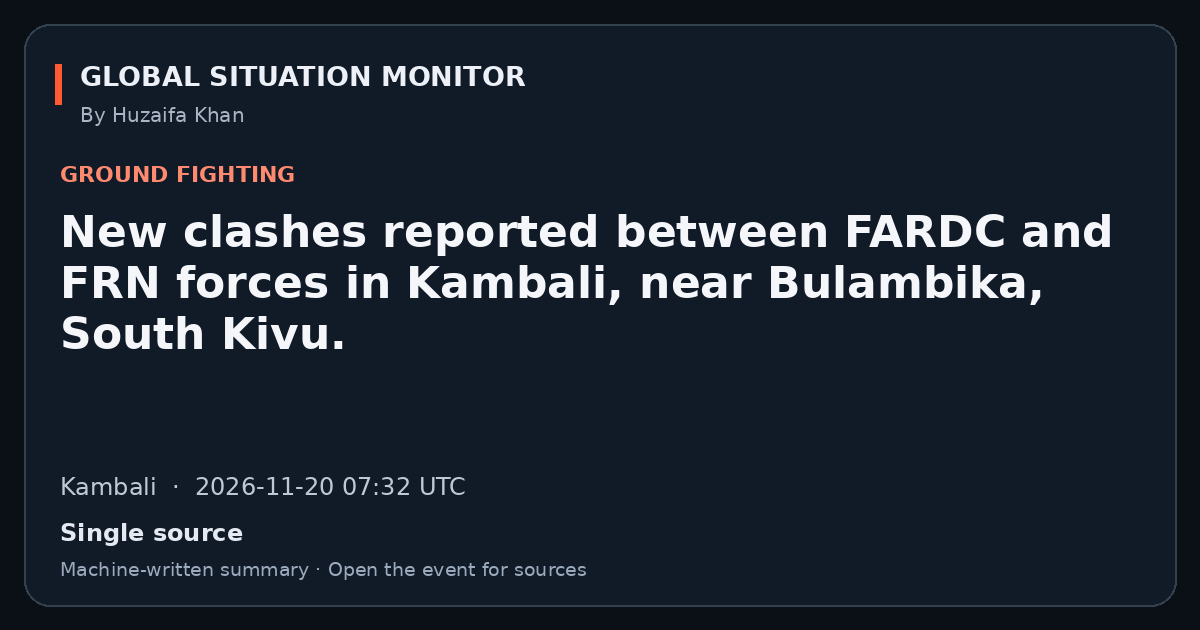 GLOBAL SITUATION MONITOR
By Huzaifa Khan
GROUND FIGHTING
New clashes reported between FARDC and
FRN forces in Kambali, near Bulambika,
South Kivu.
Kambali · 2026-11-20 07:32 UTC
Single source
Machine-written summary · Open the event for sources